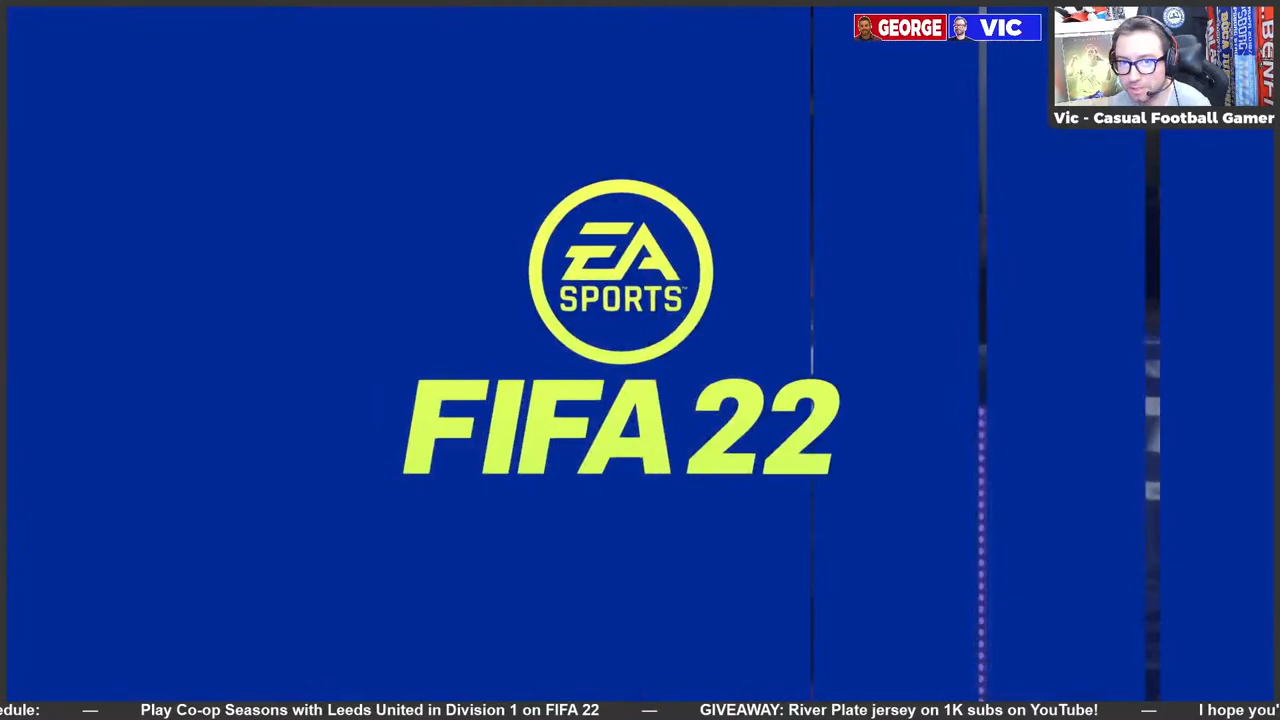 GEORGE VIC
Vic - Casual Football Gamer
EA
SPORTS™
FIFA 22
edule: — Play Co-op Seasons with Leeds United in Division 1 on FIFA 22 — GIVEAWAY: River Plate jersey on 1K subs on YouTube! — I hope you'